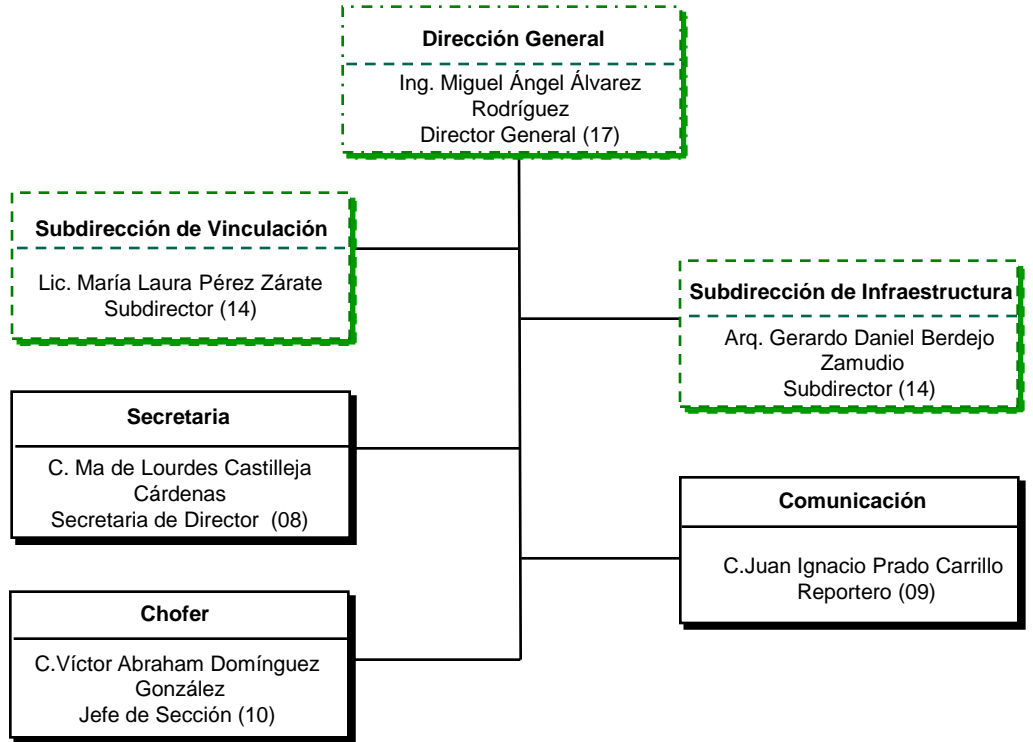 Dirección General
Ing. Miguel Ángel Álvarez
Rodríguez
Director General (17)
Subdirección de Vinculación
Lic. María Laura Pérez Zárate
Subdirector (14)
Subdirección de Infraestructura
Arq. Gerardo Daniel Berdejo
Zamudio
Subdirector (14)
Secretaria
C. Ma de Lourdes Castilleja
Cárdenas
Secretaria de Director (08)
Comunicación
C.Juan Ignacio Prado Carrillo
Reportero (09)
Chofer
C.Víctor Abraham Domínguez
González
Jefe de Sección (10)